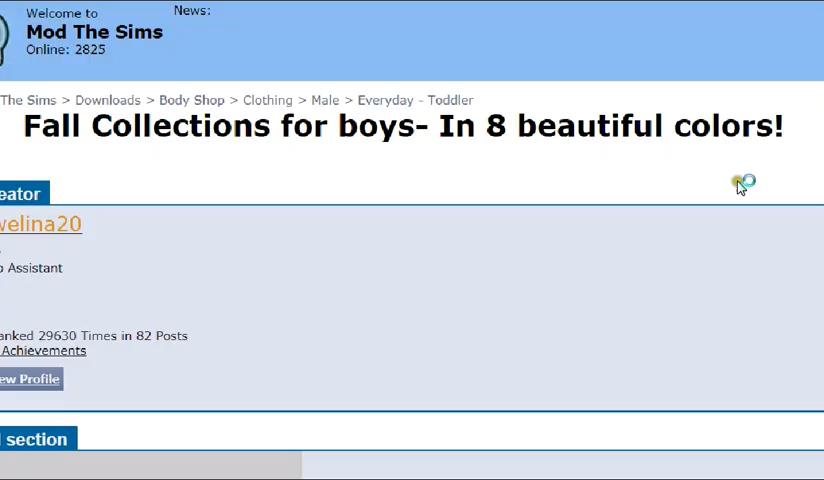 Welcome to
News:
Mod The Sims
Online: 2825
The Sims > Downloads > Body Shop > Clothing > Male > Everyday - Toddler
Fall Collections for boys- In 8 beautiful colors!
eator
welina20
Assistant
anked 29630 Times in 82 Posts
Achievements
ew Profile
section